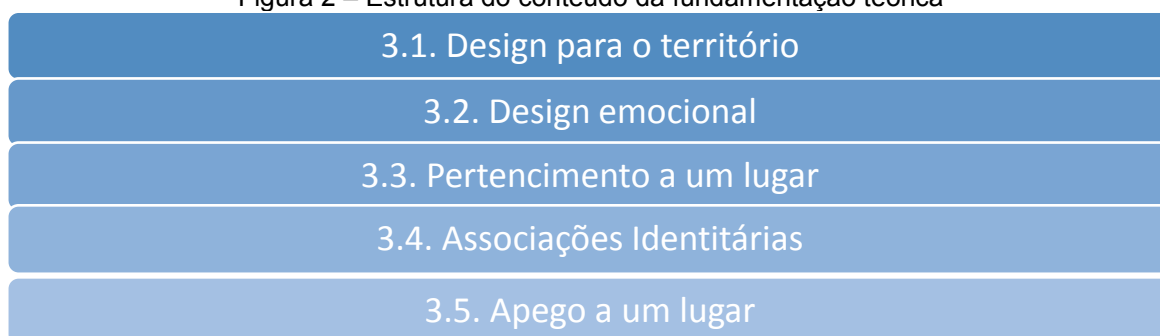 Figura 2 – Estrutura do conteúdo da fundamentação teórica
3.1. Design para o território
3.2. Design emocional
3.3. Pertencimento a um lugar
3.4. Associações Identitárias
3.5. Apego a um lugar